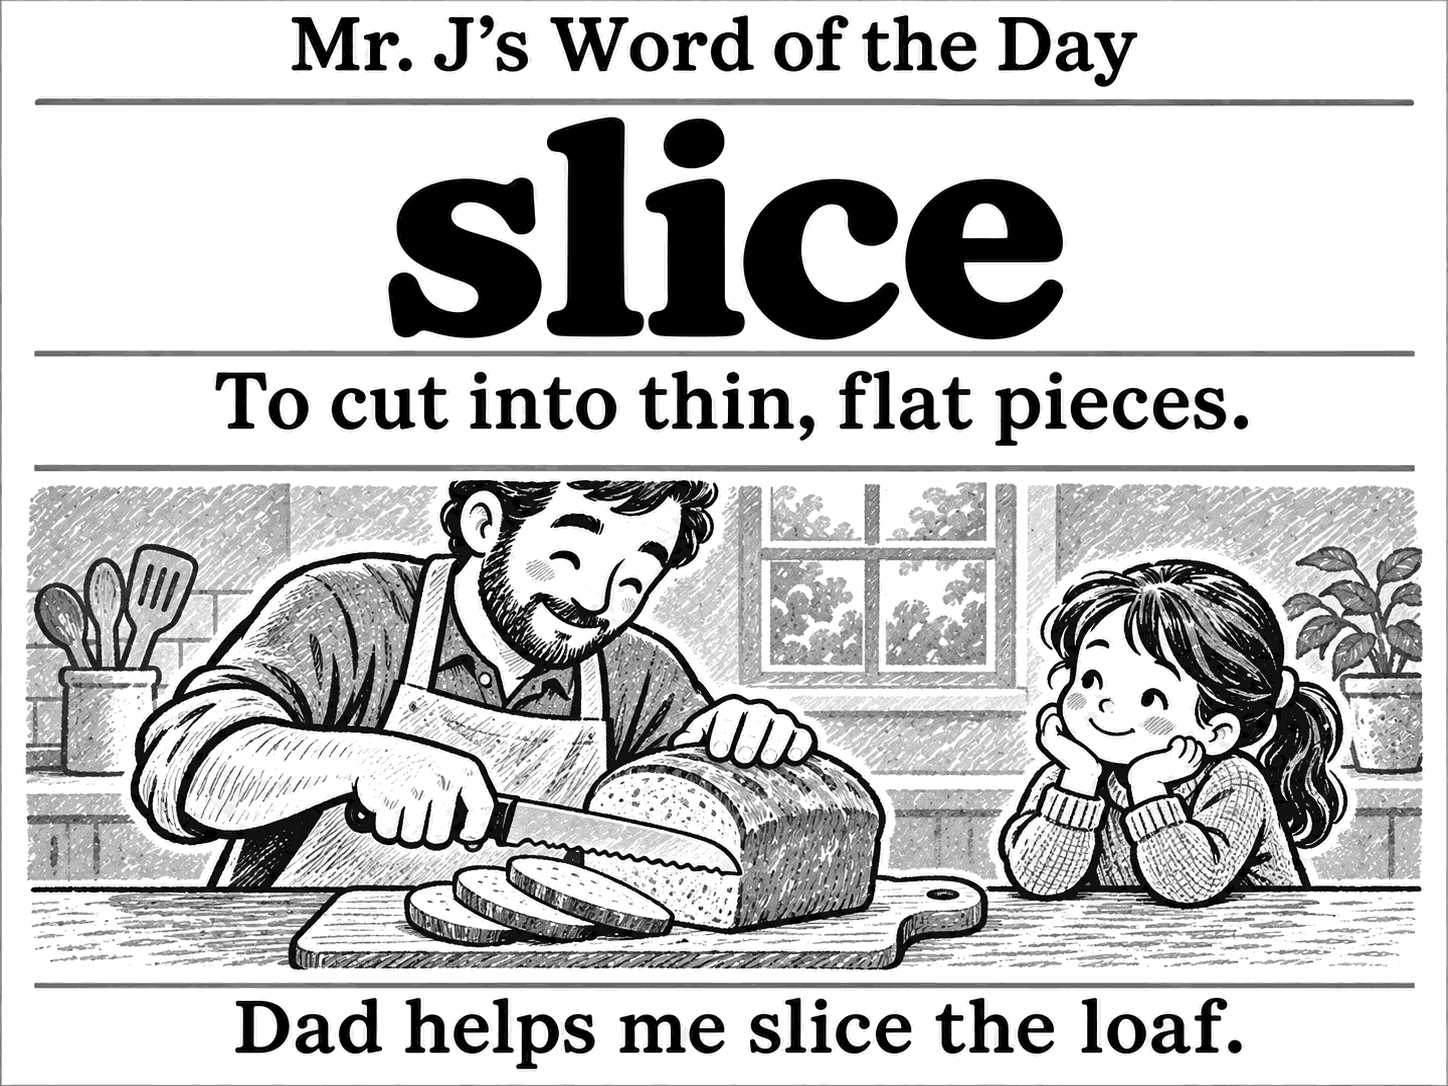 Mr. J’s Word of the Day
slice
To cut into thin, flat pieces.
Dad helps me slice the loaf.